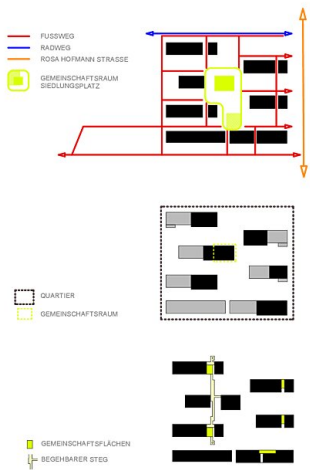 FUSSWEG
RADWEG
ROSA HOFMANN STRASSE
GEMEINSCHAFTSRAUM
SIEDLUNGSPLATZ
QUARTIER
GEMEINSCHAFTSRAUM
GEMEINSCHAFTSFLÄCHEN
BEGEHBARER STEG